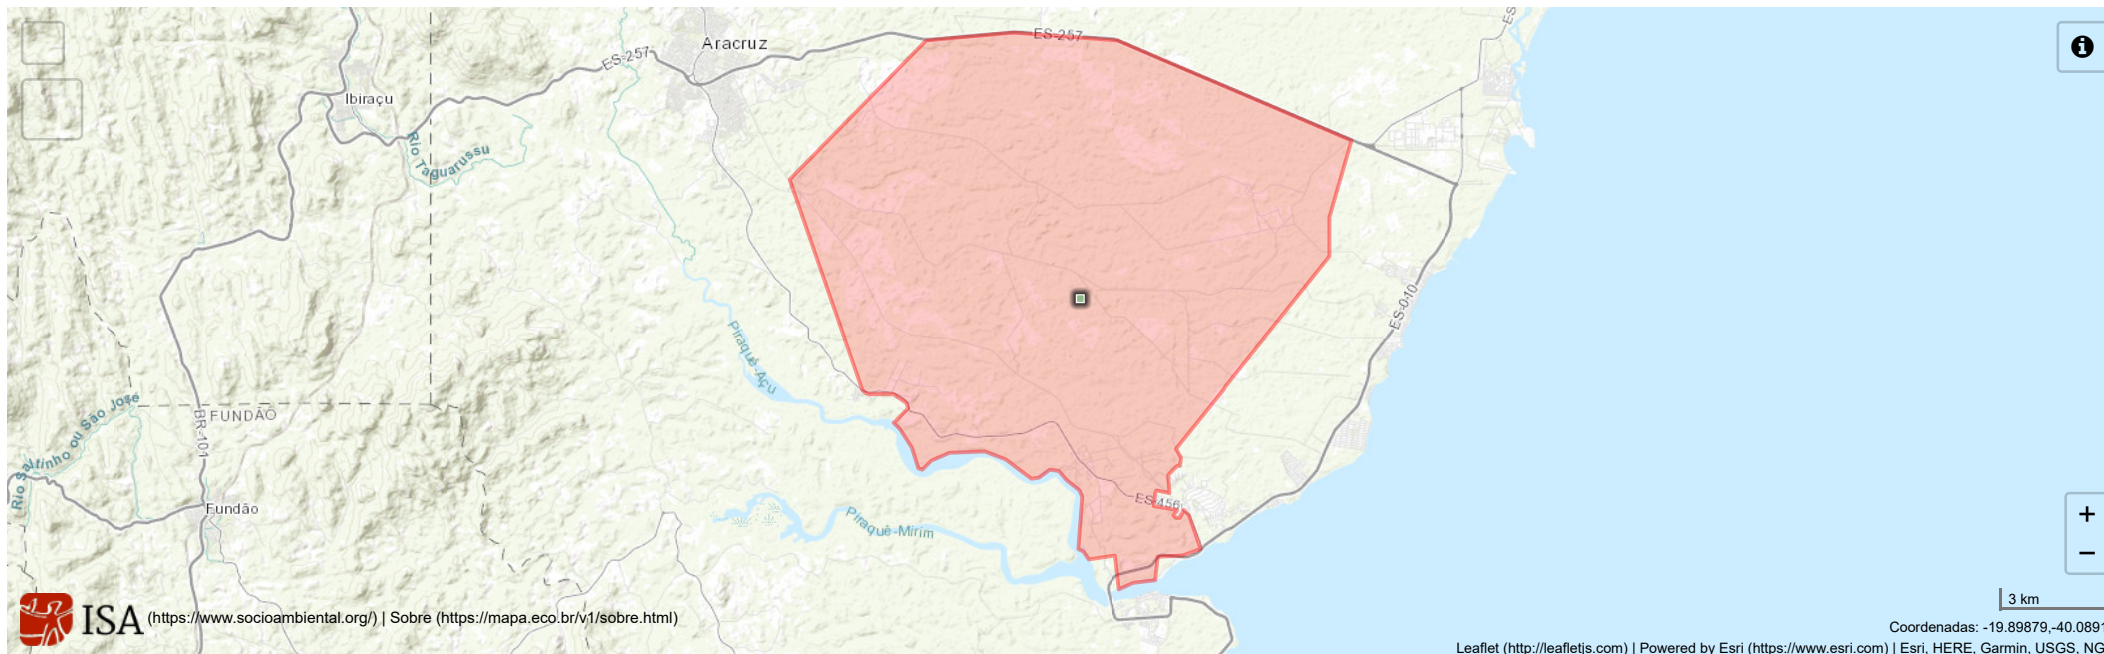 Aracruz
ES-257
ES-257
ES
Ibiraçu
Rio Taguarussu
ES-010
Piraquê-Açu
FUNDÃO
BR-101
Rio Saltinho ou São José
Fundão
ES-456
Piraquê-Mirim
+
−
3 km
ISA (https://www.socioambiental.org/) | Sobre (https://mapa.eco.br/v1/sobre.html)
Coordenadas: -19.89879,-40.0891
Leaflet (http://leafletjs.com) | Powered by Esri (https://www.esri.com) | Esri, HERE, Garmin, USGS, NG